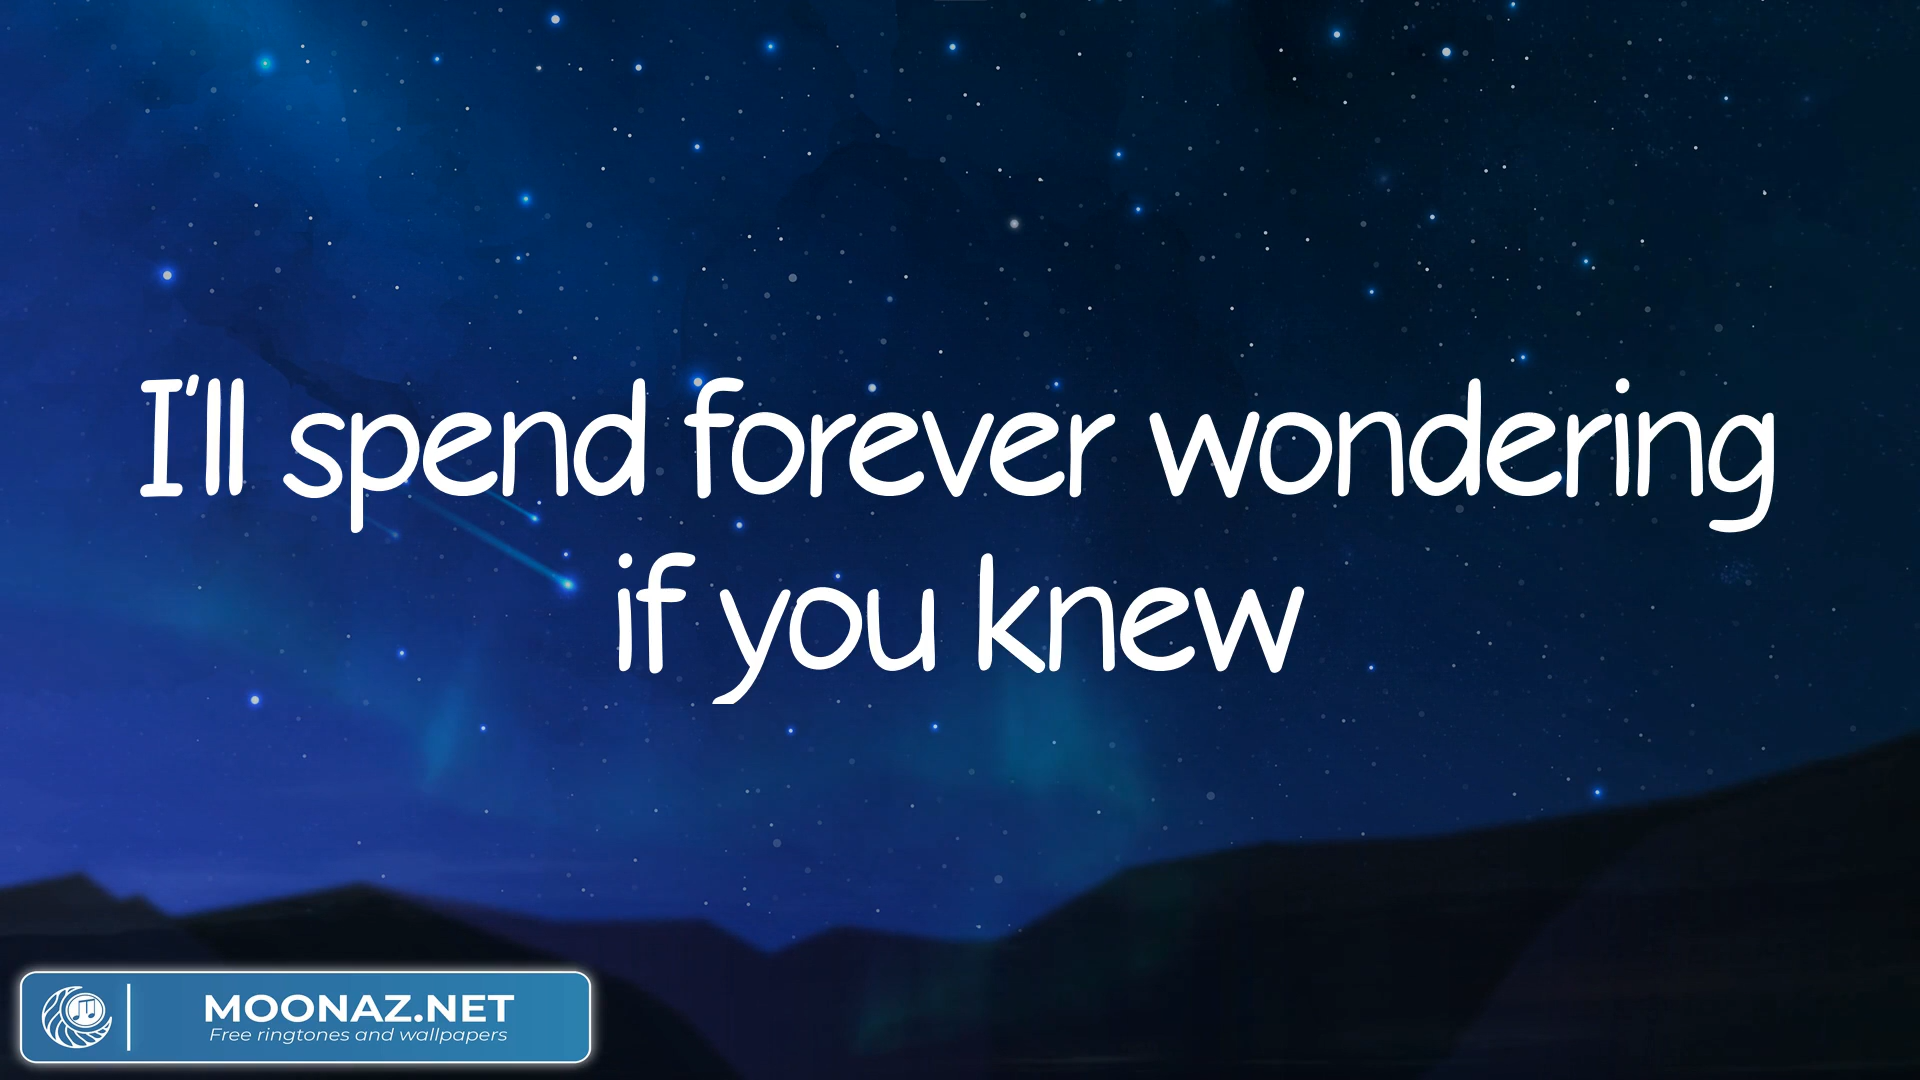 I'll spend forever wondering
if you knew
MOONAZ.NET
Free ringtones and wallpapers